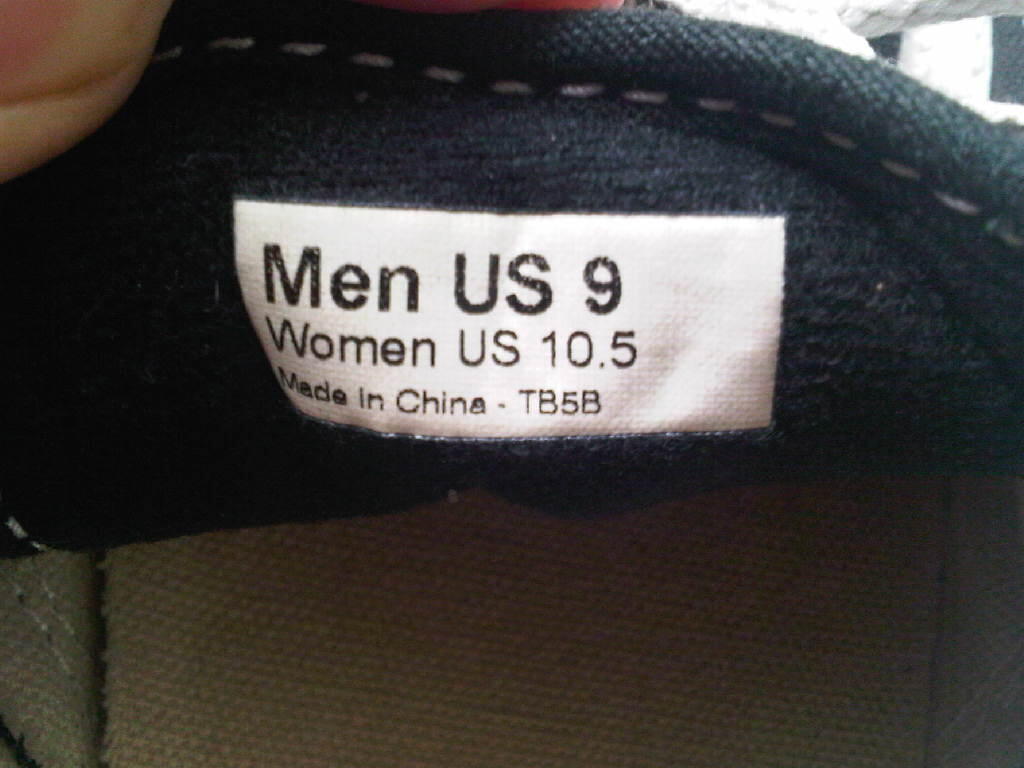 Men US 9
Women US 10.5
Made In China - TB5B